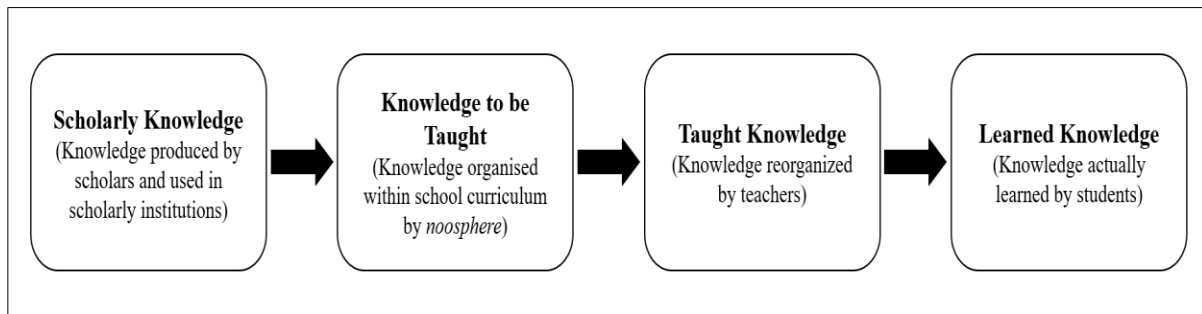 Scholarly Knowledge
(Knowledge produced by
scholars and used in
scholarly institutions)
Knowledge to be
Taught
(Knowledge organised
within school curriculum
by noosphere)
Taught Knowledge
(Knowledge reorganized
by teachers)
Learned Knowledge
(Knowledge actually
learned by students)